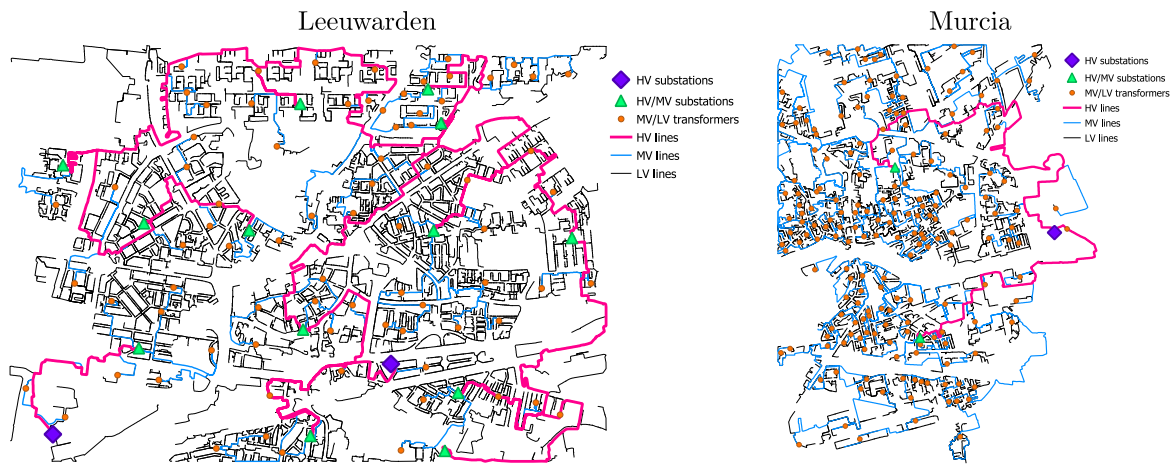 Leeuwarden
HV substations
HV/MV substations
MV/LV transformers
HV lines
MV lines
LV lines
Murcia
HV substations
HV/MV substations
MV/LV transformers
HV lines
MV lines
LV lines